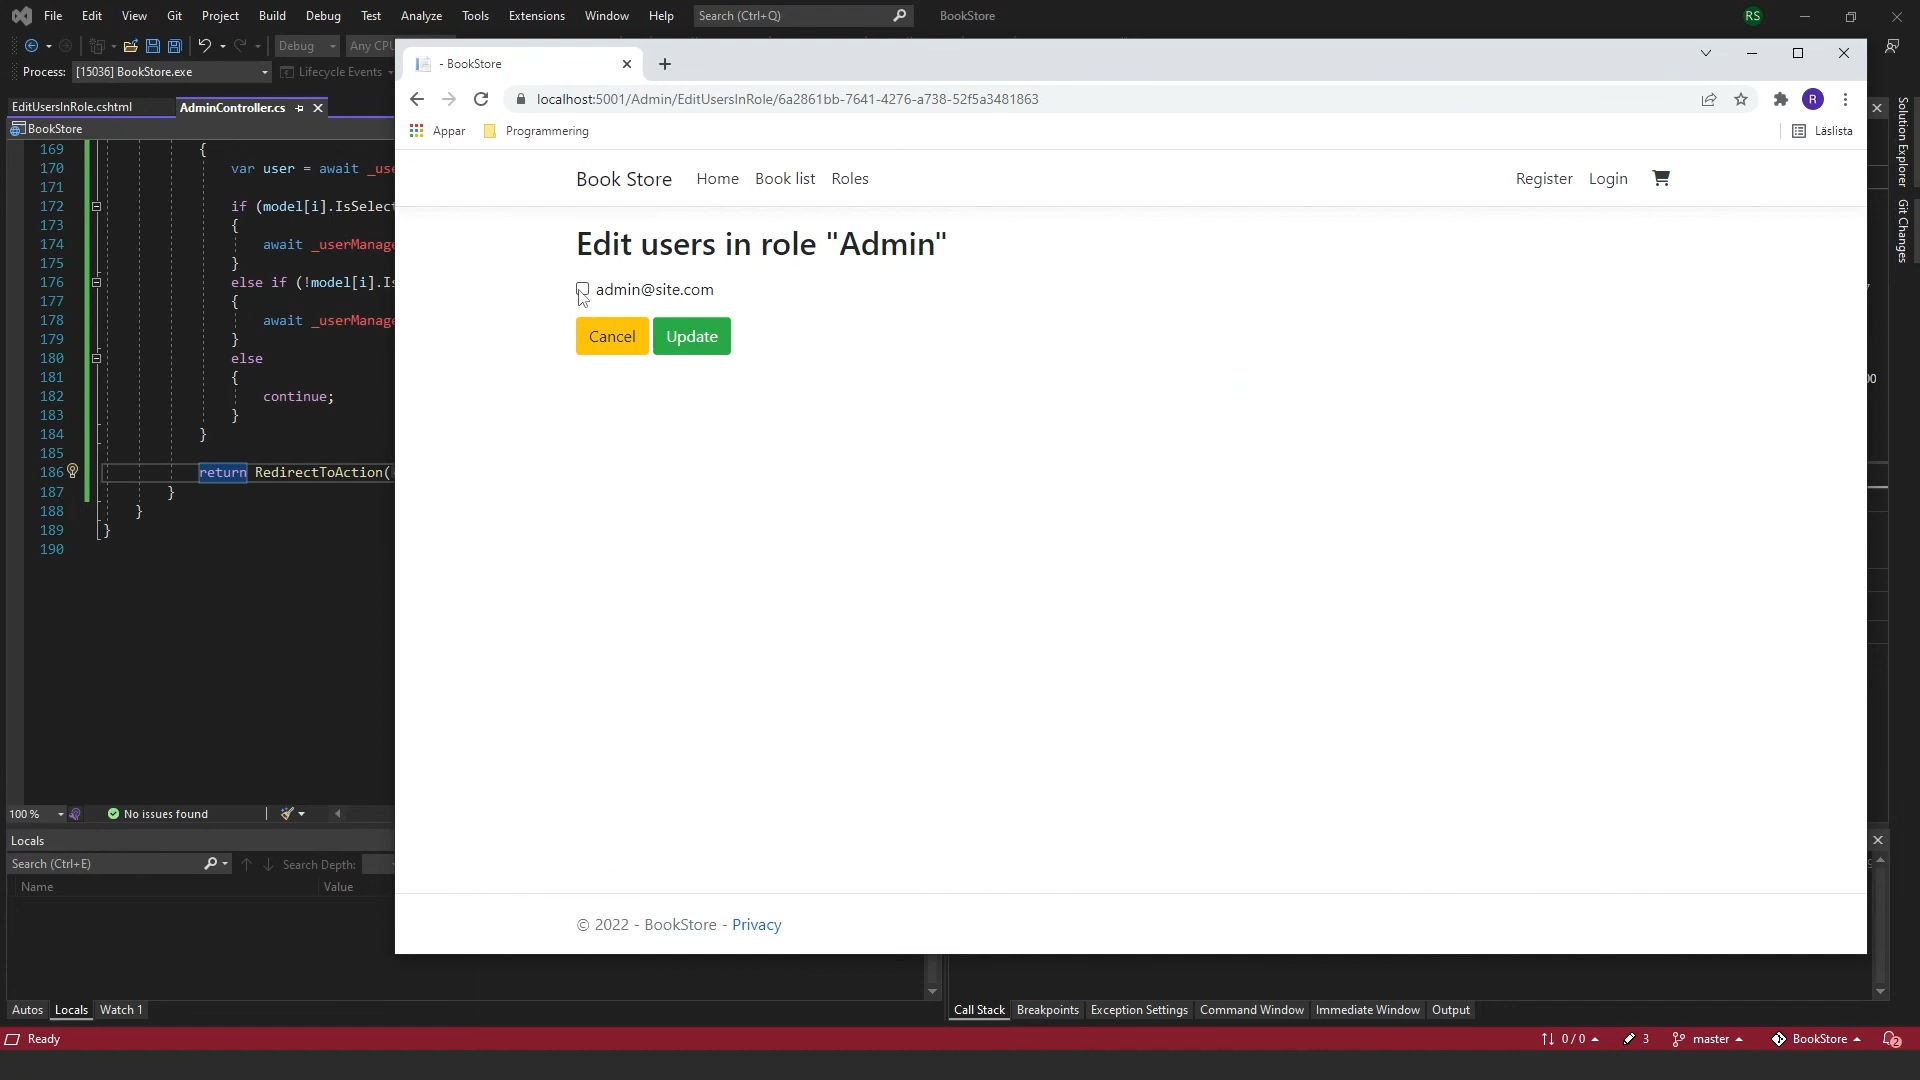 File Edit View Git Project Build Debug Test Analyze Tools Extensions Window Help Search (Ctrl+Q) BookStore RS
Debug Any CPU
Process: [15036] BookStore.exe Lifecycle Events
EditUsersInRole.cshtml AdminController.cs
BookStore
169 {
170 var user = await _use
171
172 if (model[i].IsSelect
173 {
174 await _userManage
175 }
176 else if (!model[i].Is
177 {
178 await _userManage
179 }
180 else
181 {
182 continue;
183 }
184 }
185
186 return RedirectToAction(
187 }
188 }
189 }
190
100 % No issues found
Locals
Search (Ctrl+E) Search Depth:
Name Value
- BookStore
localhost:5001/Admin/EditUsersInRole/6a2861bb-7641-4276-a738-52f5a3481863 R
Appar Programmering Läslista
Book Store Home Book list Roles Register Login
Edit users in role "Admin"
admin@site.com
Cancel Update
© 2022 - BookStore - Privacy
Solution Explorer
Git Changes
Autos Locals Watch 1 Call Stack Breakpoints Exception Settings Command Window Immediate Window Output
Ready 0 / 0 3 master BookStore 2